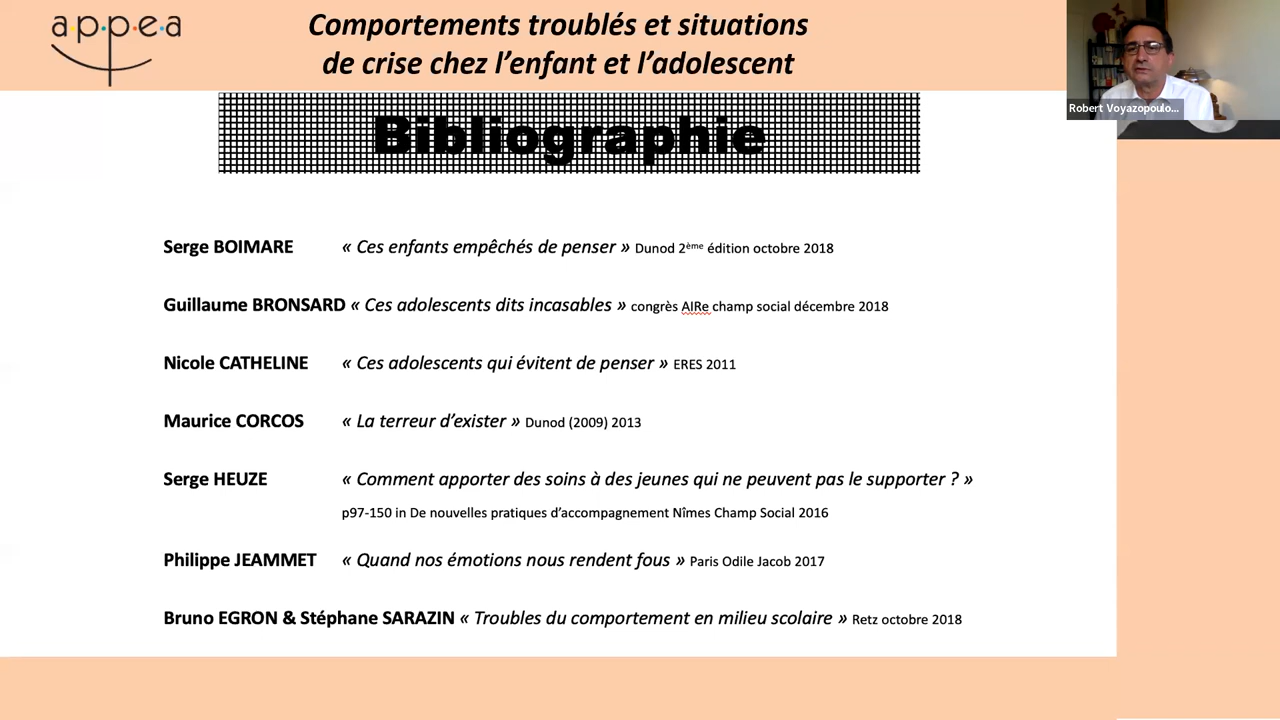 a·p·p·e·a
Comportements troublés et situations
de crise chez l'enfant et l'adolescent
Robert Voyazopoulo...
Bibliographie
Serge BOIMARE « Ces enfants empêchés de penser » Dunod 2ème édition octobre 2018
Guillaume BRONSARD « Ces adolescents dits incasables » congrès AIRe champ social décembre 2018
Nicole CATHELINE « Ces adolescents qui évitent de penser » ERES 2011
Maurice CORCOS « La terreur d'exister » Dunod (2009) 2013
Serge HEUZE « Comment apporter des soins à des jeunes qui ne peuvent pas le supporter ? »
p97-150 in De nouvelles pratiques d'accompagnement Nîmes Champ Social 2016
Philippe JEAMMET « Quand nos émotions nous rendent fous » Paris Odile Jacob 2017
Bruno EGRON & Stéphane SARAZIN « Troubles du comportement en milieu scolaire » Retz octobre 2018